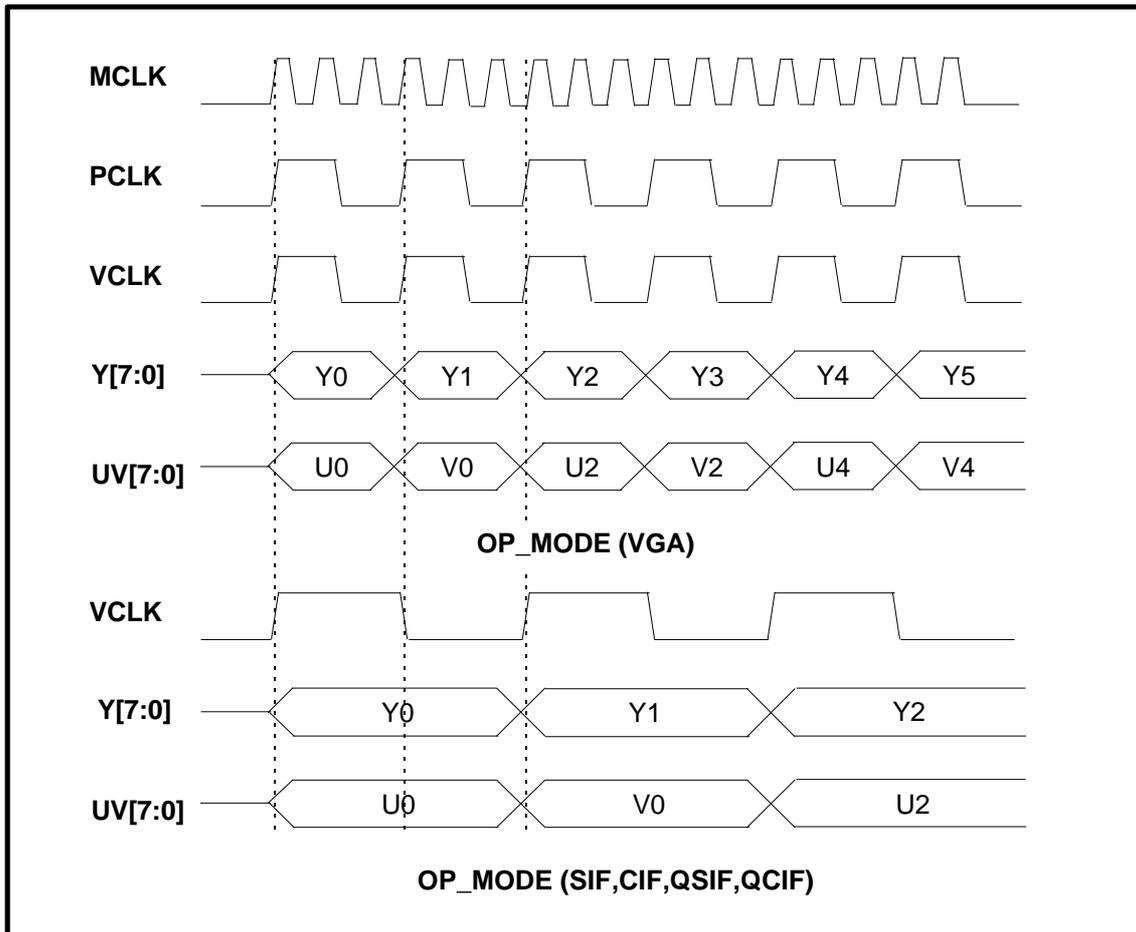 MCLK
PCLK
VCLK
Y[7:0] Y0 Y1 Y2 Y3 Y4 Y5
UV[7:0] U0 V0 U2 V2 U4 V4
OP_MODE (VGA)
VCLK
Y[7:0] Y0 Y1 Y2
UV[7:0] U0 V0 U2
OP_MODE (SIF,CIF,QSIF,QCIF)